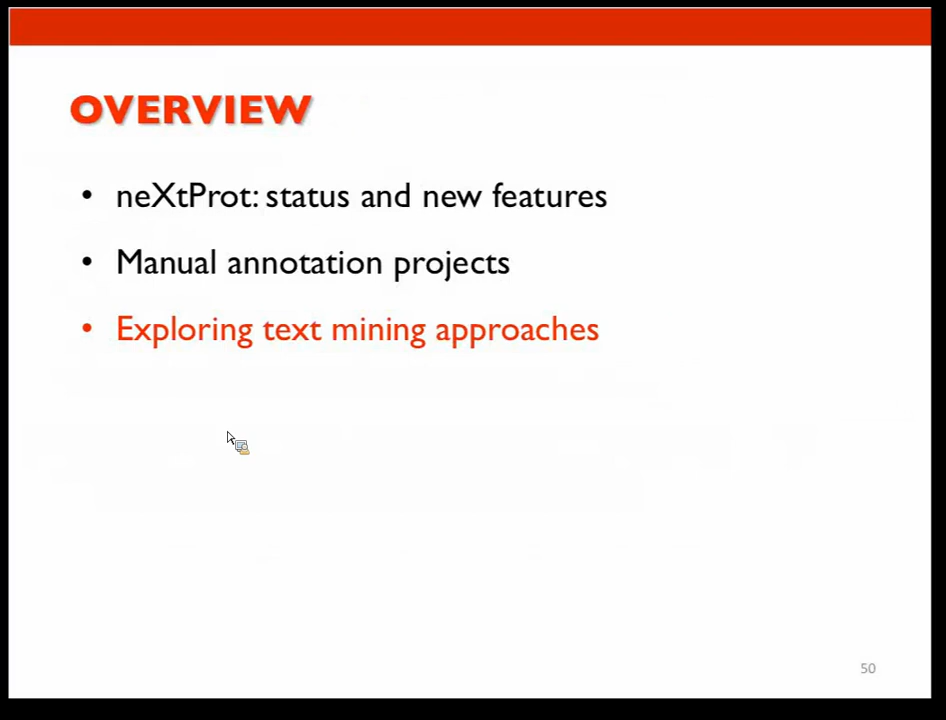 OVERVIEW
• neXtProt: status and new features
• Manual annotation projects
• Exploring text mining approaches
50